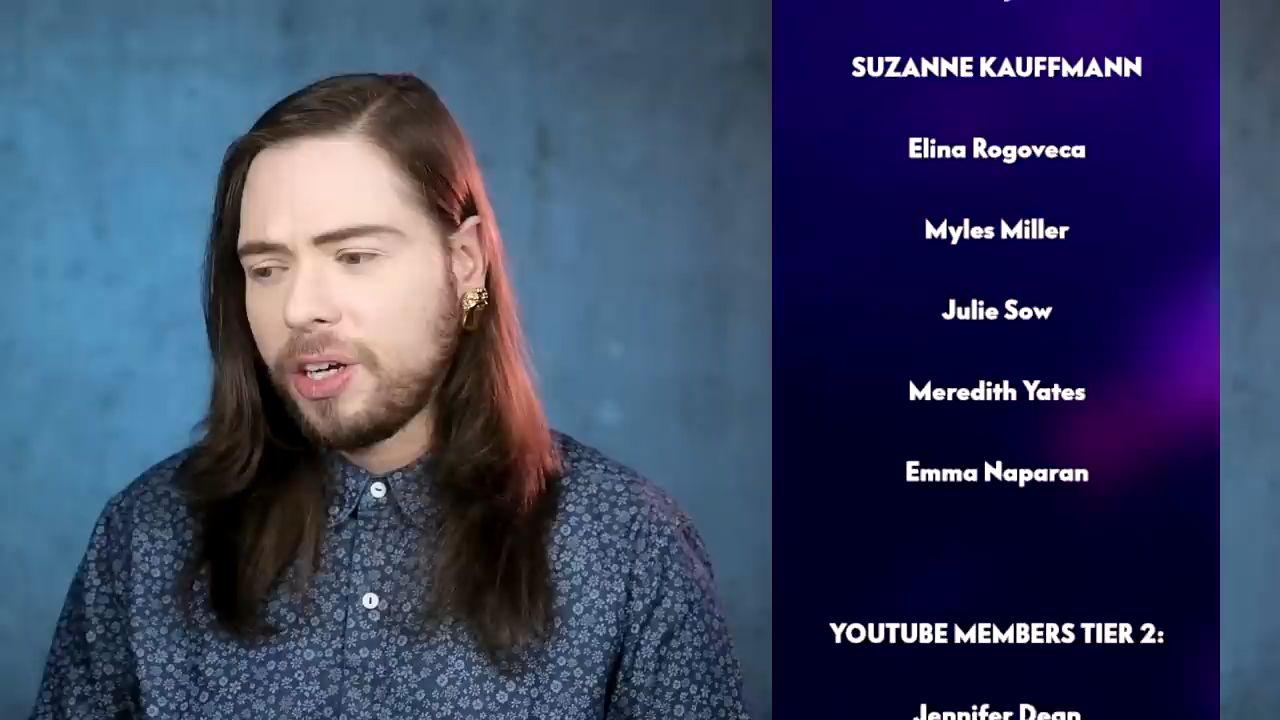 SUZANNE KAUFFMANN
Elina Rogoveca
Myles Miller
Julie Sow
Meredith Yates
Emma Naparan
YOUTUBE MEMBERS TIER 2:
Jennifer Dean